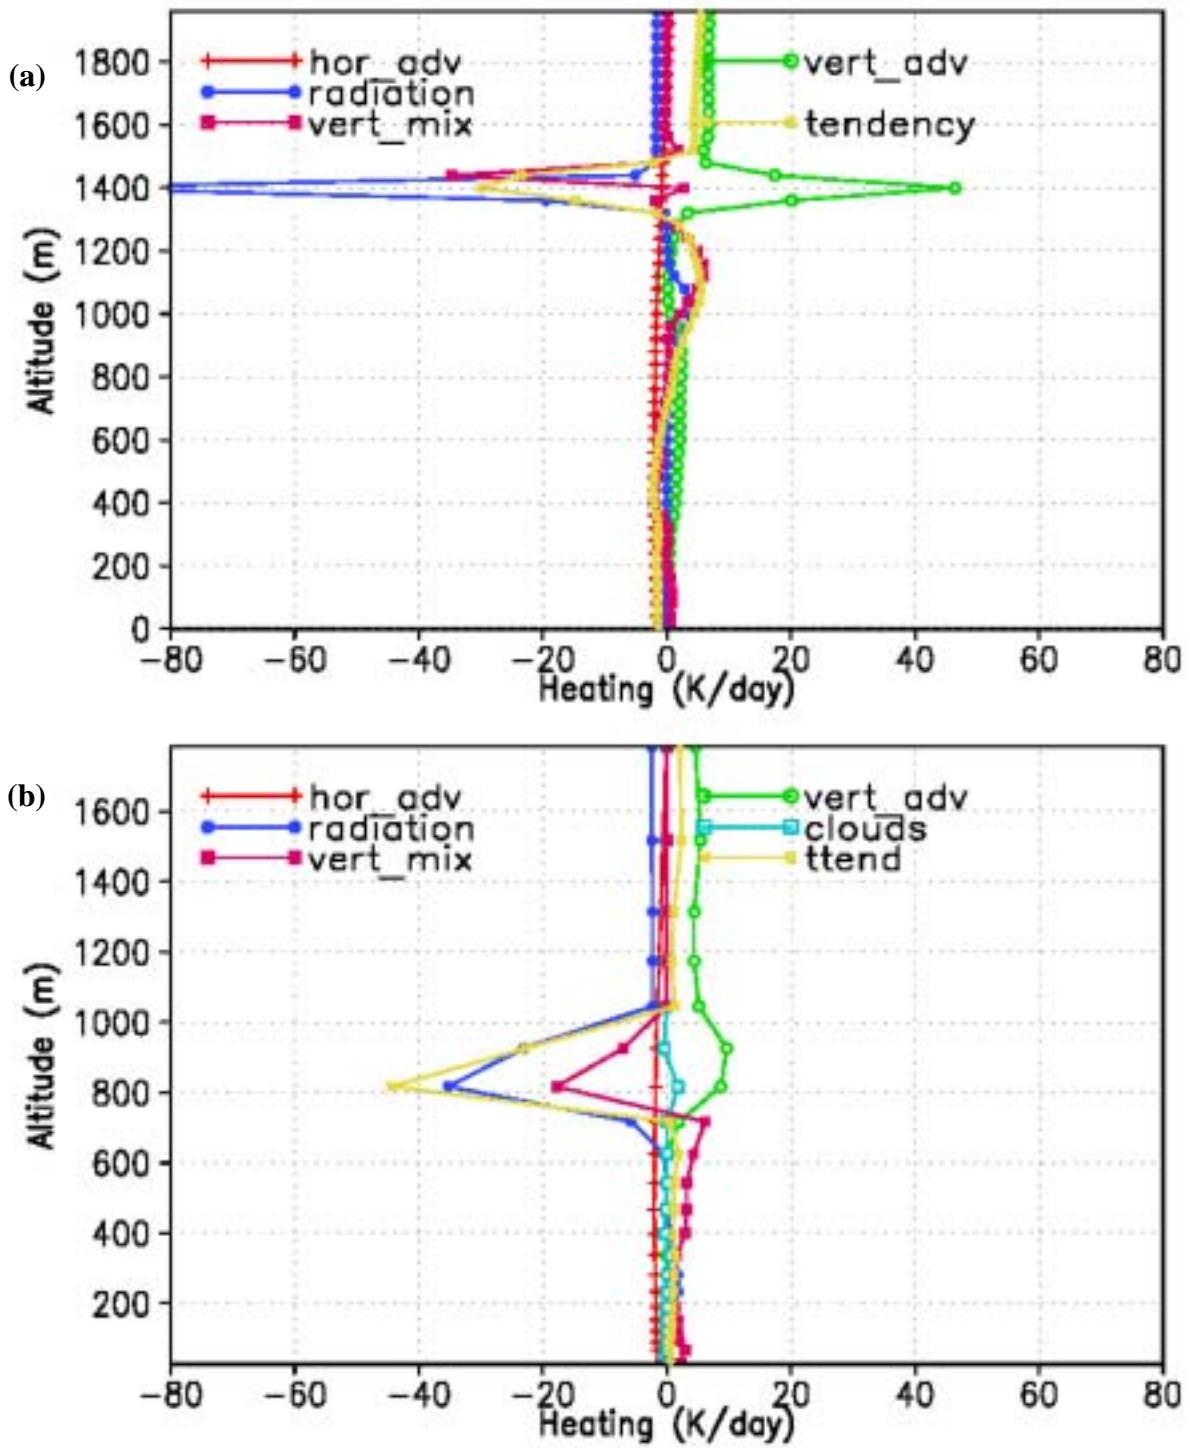 (a)
hor_adv vert_adv
radiation
vert_mix tendency
1800
1600
1400
1200
1000
800
600
400
200
0
Altitude (m)
−80 −60 −40 −20 0 20 40 60 80
Heating (K/day)
(b)
hor_adv vert_adv
radiation clouds
vert_mix ttend
1600
1400
1200
1000
800
600
400
200
Altitude (m)
−80 −60 −40 −20 0 20 40 60 80
Heating (K/day)